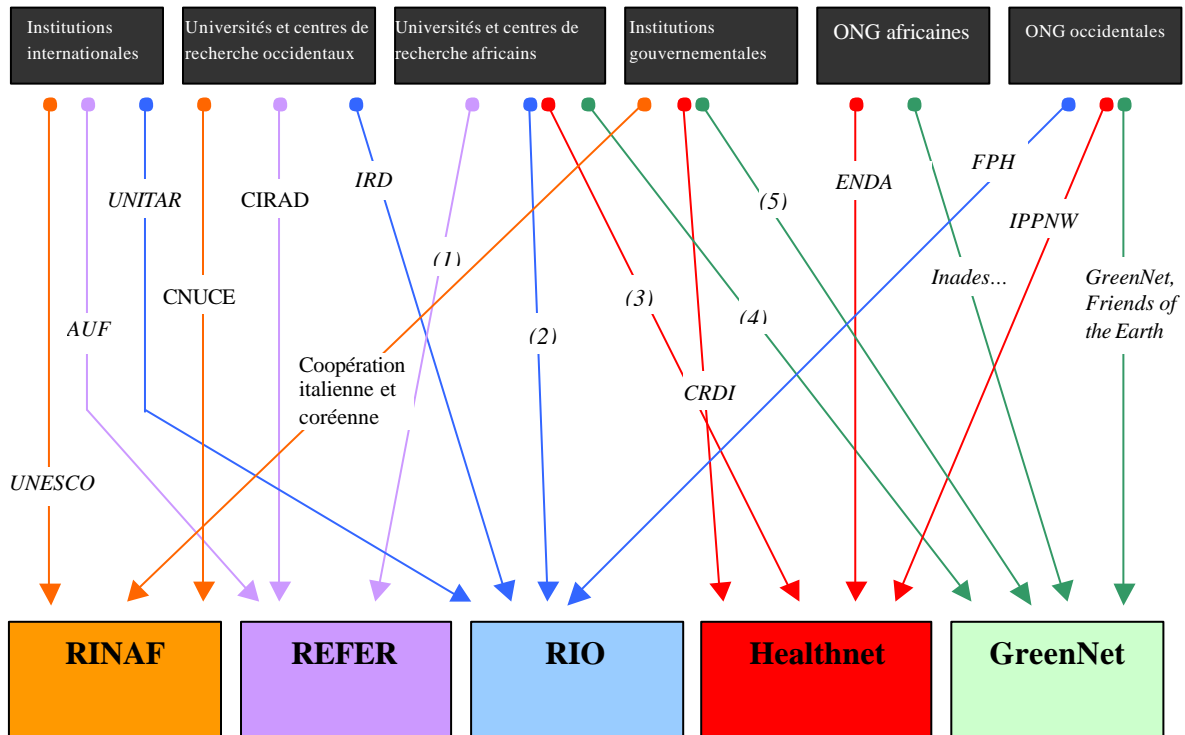 Institutions
internationales
Universités et centres de
recherche occidentaux
Universités et centres de
recherche africains
Institutions
gouvernementales
ONG africaines
ONG occidentales
UNITAR
CIRAD
IRD
ENDA
FPH
(5)
IPPNW
(1)
CNUCE
AUF
(2)
(3)
(4)
Inades…
GreenNet,
Friends of
the Earth
Coopération
italienne et
coréenne
CRDI
UNESCO
RINAF
REFER
RIO
Healthnet
GreenNet